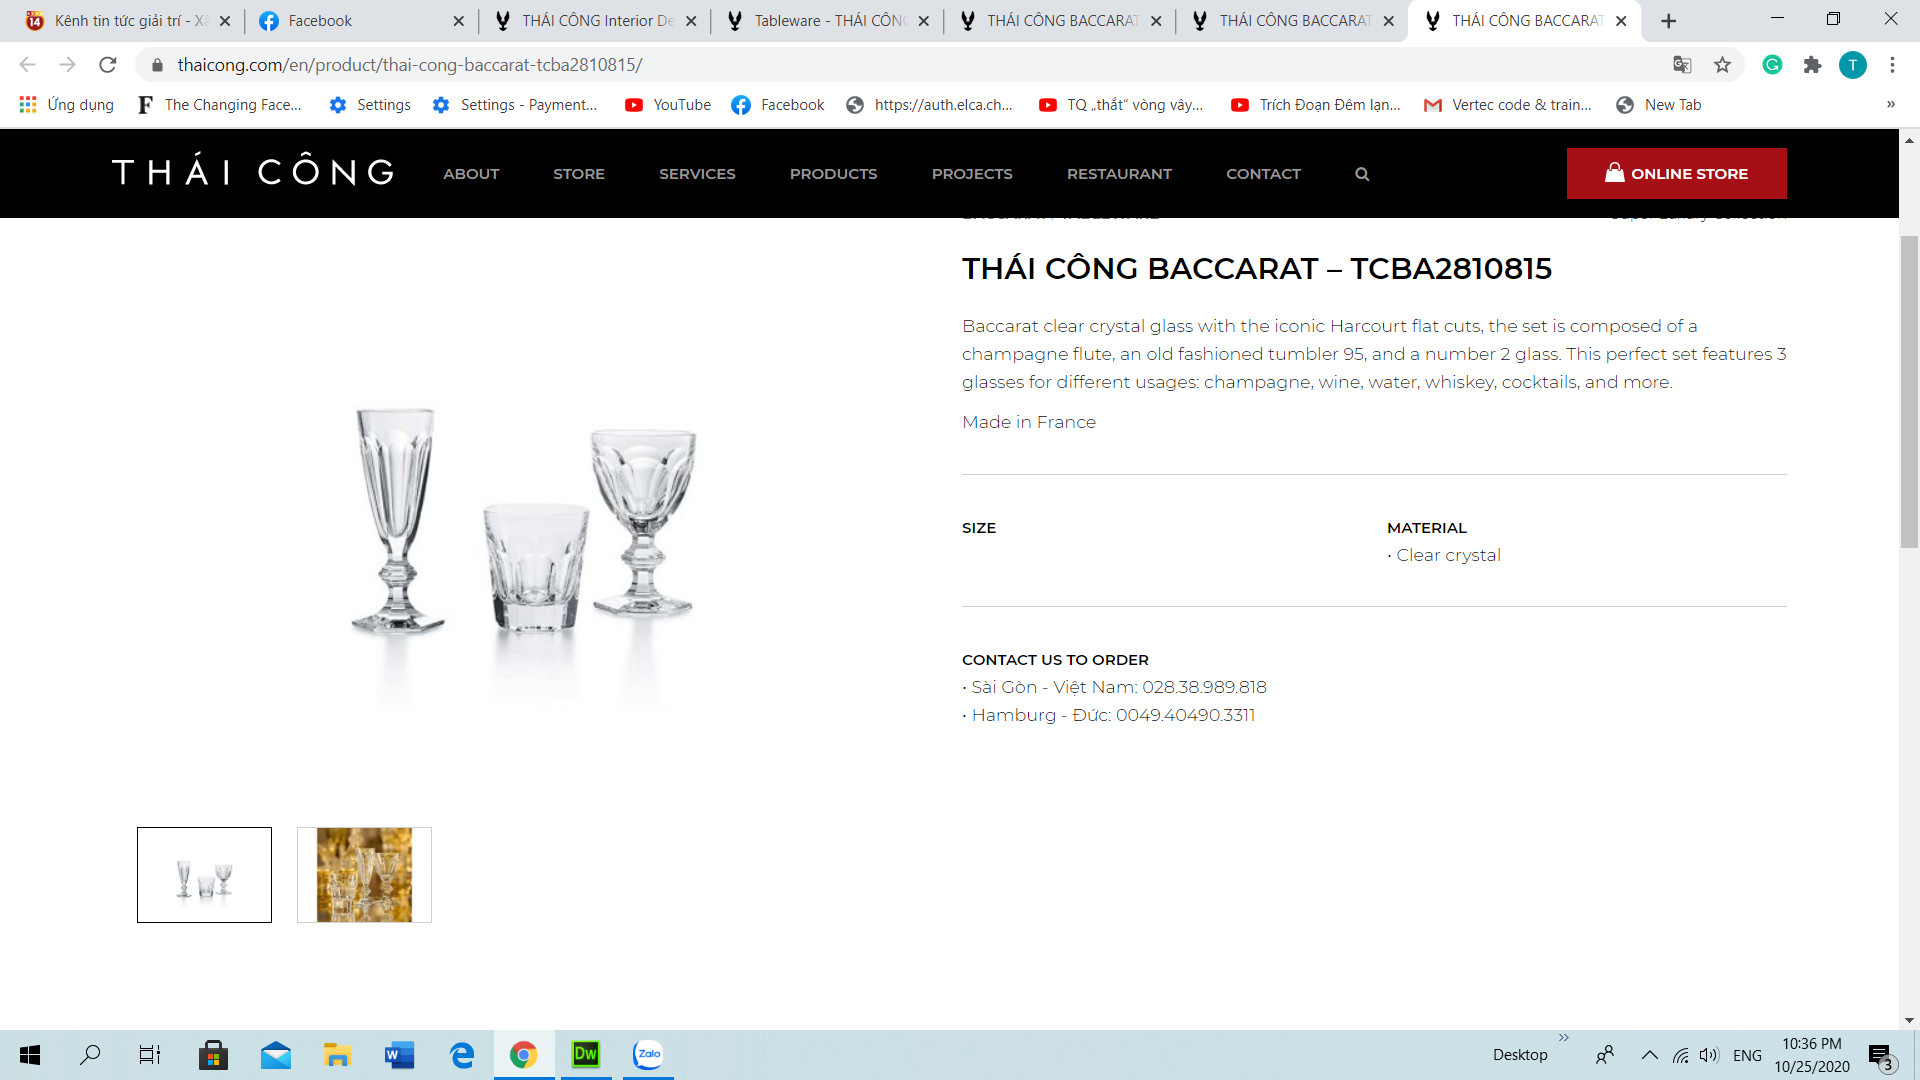 Kênh tin tức giải trí - Xã
Facebook
THÁI CÔNG Interior De
Tableware - THÁI CÔNG
THÁI CÔNG BACCARAT
THÁI CÔNG BACCARAT
THÁI CÔNG BACCARAT
thaicong.com/en/product/thai-cong-baccarat-tcba2810815/
T
Ứng dụng
The Changing Face...
Settings
Settings - Payment...
YouTube
Facebook
https://auth.elca.ch...
TQ „thắt“ vòng vây...
Trích Đoạn Đêm lạn...
Vertec code & train...
New Tab
»
THÁI CÔNG
ABOUT
STORE
SERVICES
PRODUCTS
PROJECTS
RESTAURANT
CONTACT
ONLINE STORE
THÁI CÔNG BACCARAT – TCBA2810815
Baccarat clear crystal glass with the iconic Harcourt flat cuts, the set is composed of a
champagne flute, an old fashioned tumbler 95, and a number 2 glass. This perfect set features 3
glasses for different usages: champagne, wine, water, whiskey, cocktails, and more.
Made in France
SIZE
MATERIAL
• Clear crystal
CONTACT US TO ORDER
• Sài Gòn - Việt Nam: 028.38.989.818
• Hamburg - Đức: 0049.40490.3311
Dw
Zalo
Desktop
ENG
10:36 PM
10/25/2020
3